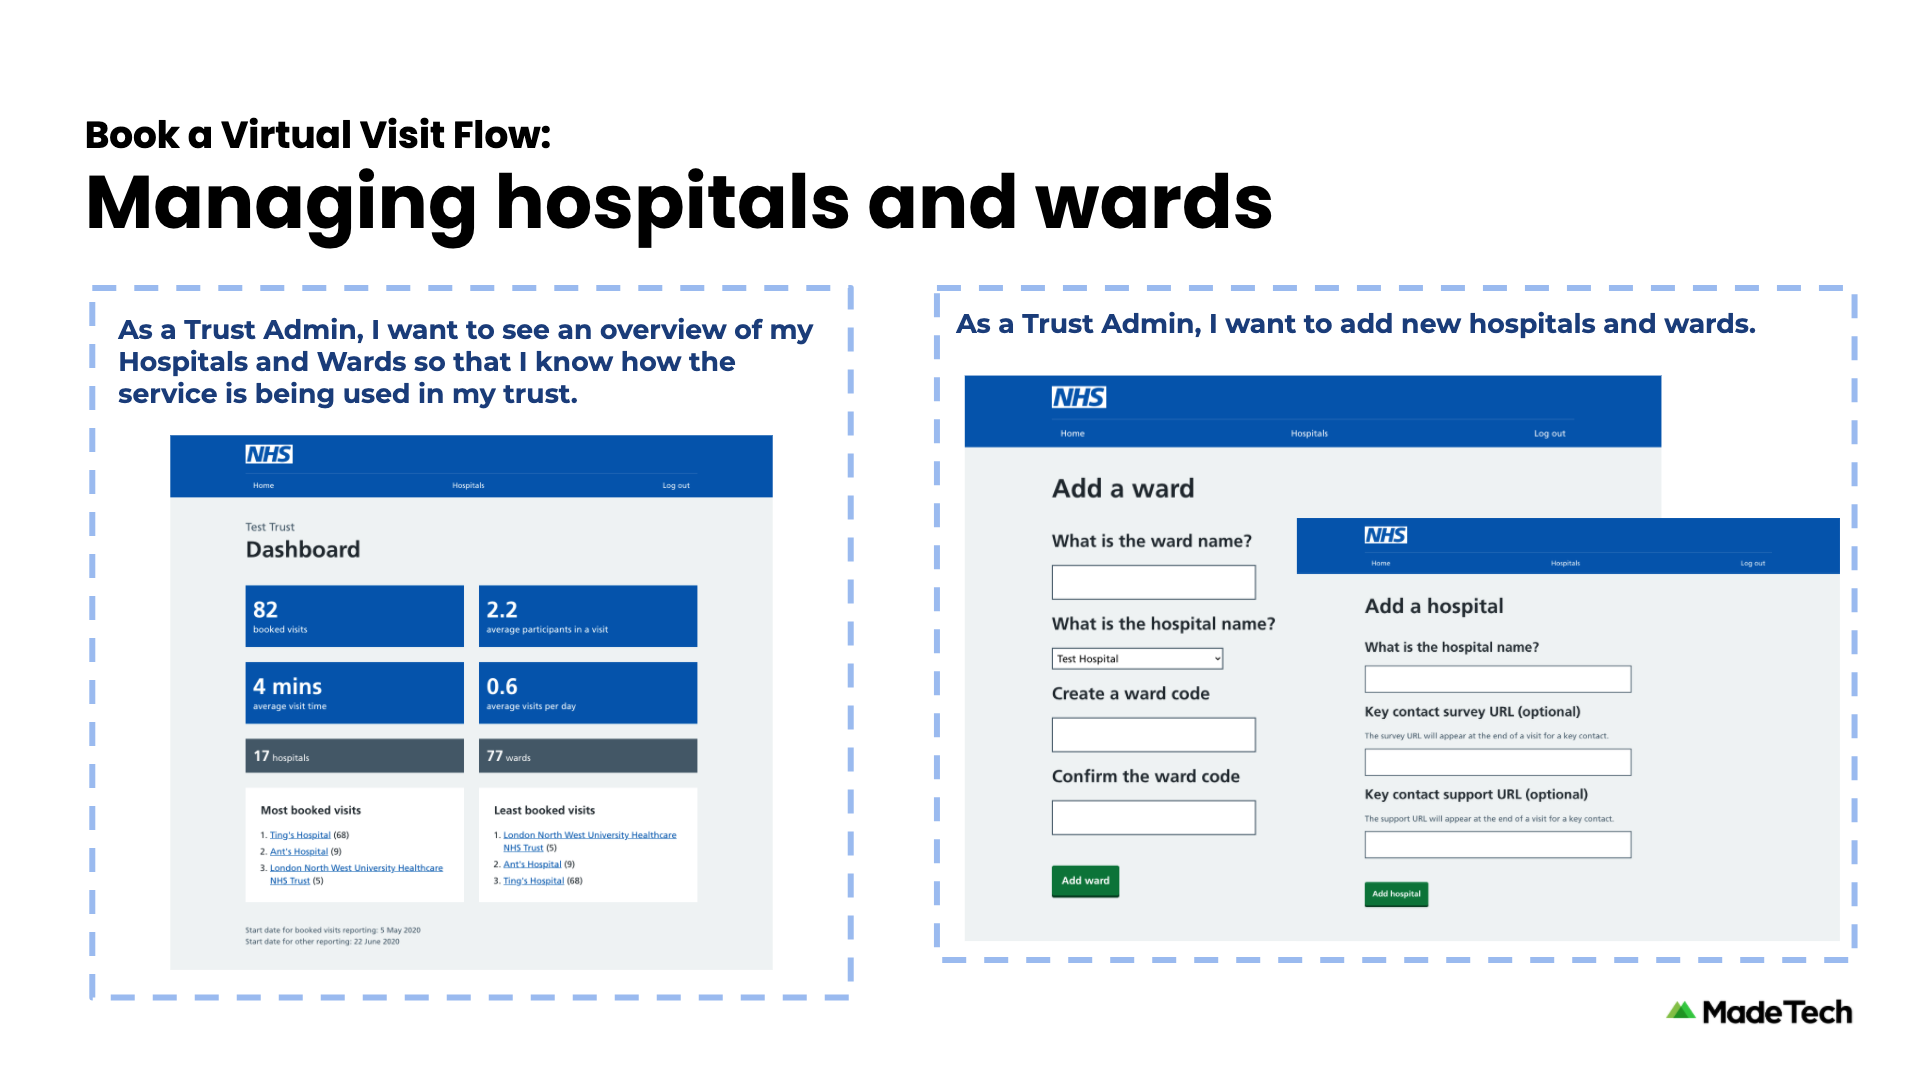 Book a Virtual Visit Flow:
Managing hospitals and wards
As a Trust Admin, I want to see an overview of my
Hospitals and Wards so that I know how the
service is being used in my trust.
NHS
Home Hospitals Log out
Test Trust
Dashboard
82
booked visits
2.2
average participants in a visit
4 mins
average visit time
0.6
average visits per day
17 hospitals
77 wards
Most booked visits
1. Ting's Hospital (68)
2. Ant's Hospital (9)
3. London North West University Healthcare
NHS Trust (5)
Least booked visits
1. London North West University Healthcare
NHS Trust (5)
2. Ant's Hospital (9)
3. Ting's Hospital (68)
Start date for booked visits reporting: 5 May 2020
Start date for other reporting: 22 June 2020
As a Trust Admin, I want to add new hospitals and wards.
NHS
Home Hospitals Log out
Add a ward
What is the ward name?
What is the hospital name?
Test Hospital
Create a ward code
Confirm the ward code
Add ward
NHS
Home Hospitals Log out
Add a hospital
What is the hospital name?
Key contact survey URL (optional)
The survey URL will appear at the end of a visit for a key contact.
Key contact support URL (optional)
The support URL will appear at the end of a visit for a key contact.
Add hospital
MadeTech